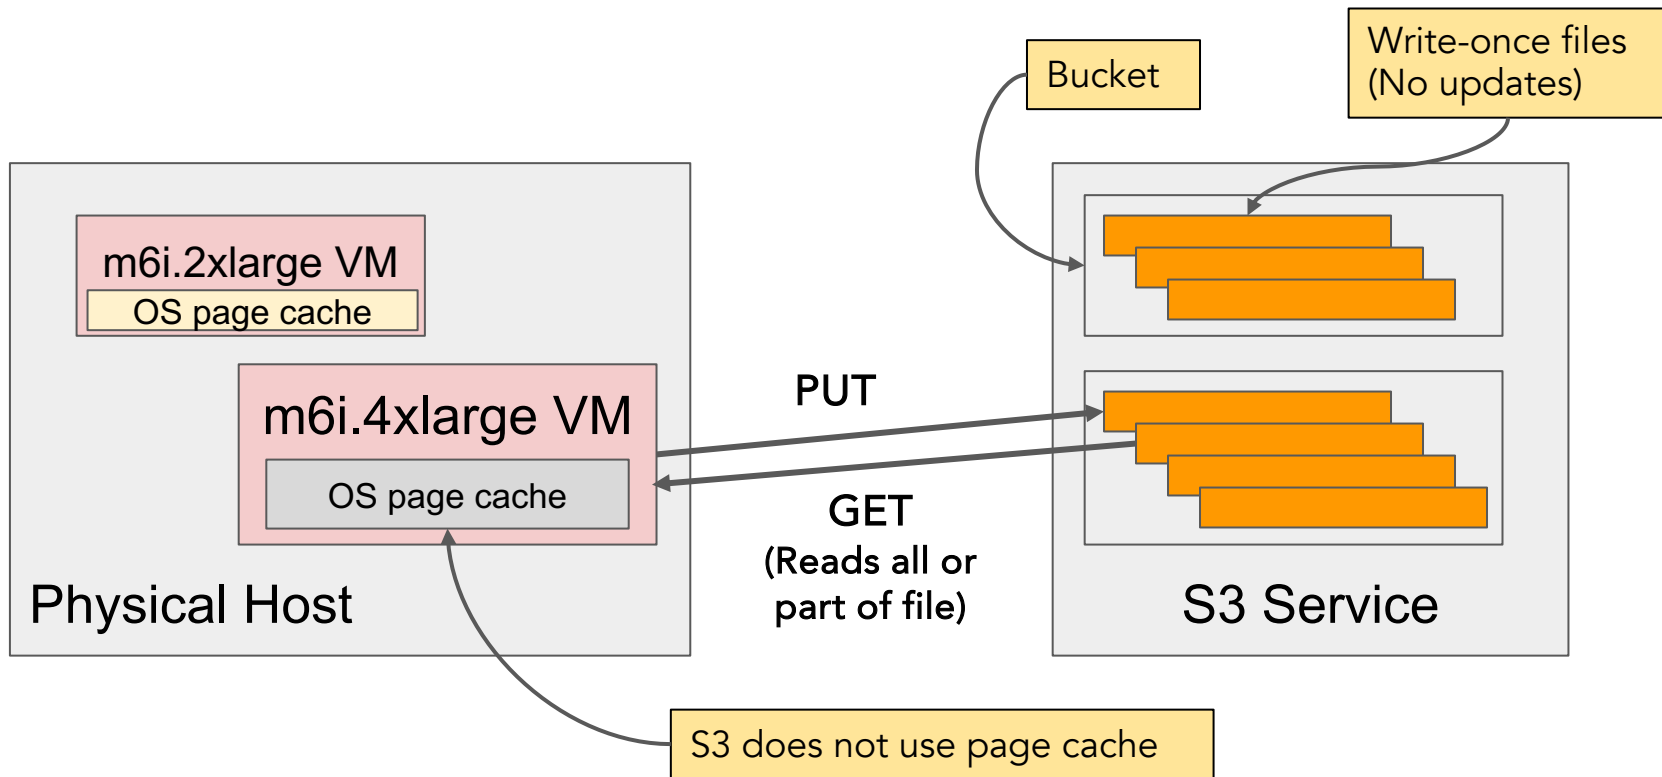 Write-once files
(No updates)
Bucket
m6i.2xlarge VM
OS page cache
m6i.4xlarge VM
OS page cache
Physical Host
PUT
GET
(Reads all or
part of file)
S3 Service
S3 does not use page cache